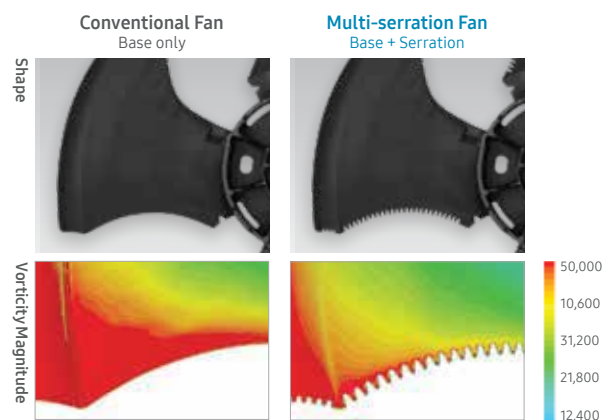 Conventional Fan
Base only
Multi-serration Fan
Base + Serration
Shape
Vorticity Magnitude
50,000
10,600
31,200
21,800
12,400